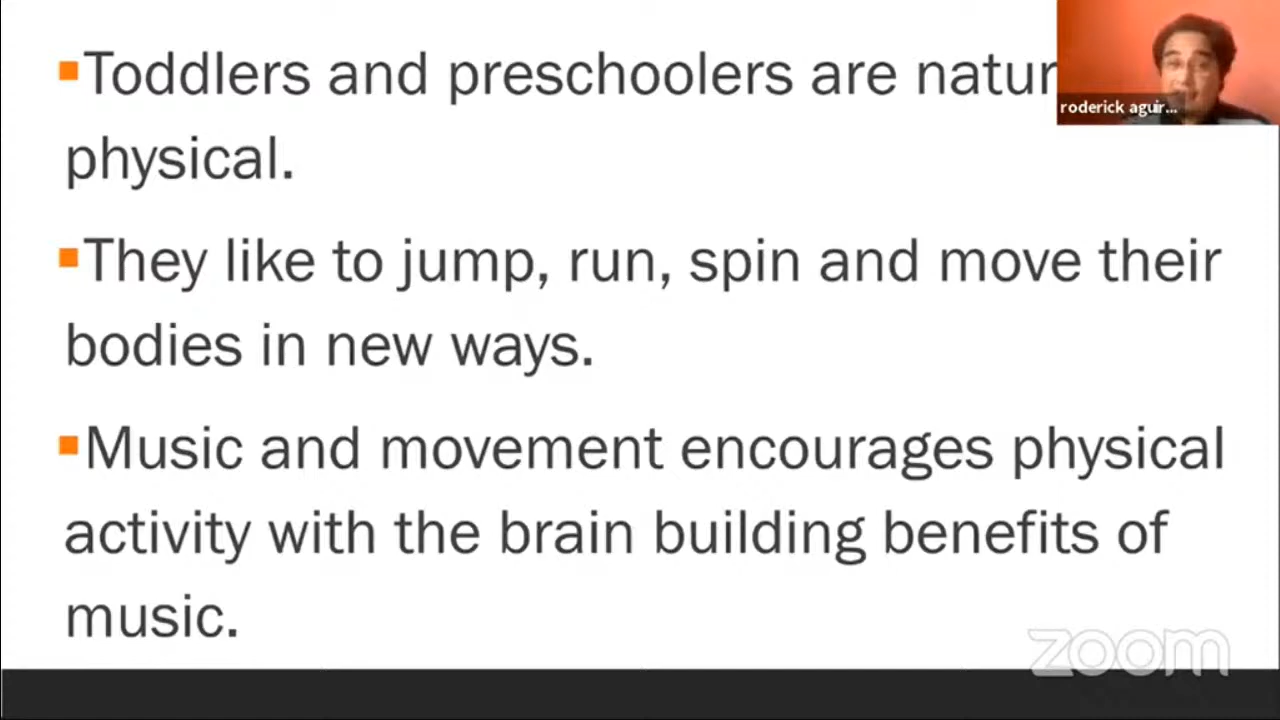 ▪Toddlers and preschoolers are natur
physical.
▪They like to jump, run, spin and move their
bodies in new ways.
▪Music and movement encourages physical
activity with the brain building benefits of
music.
roderick aguir...
zoom